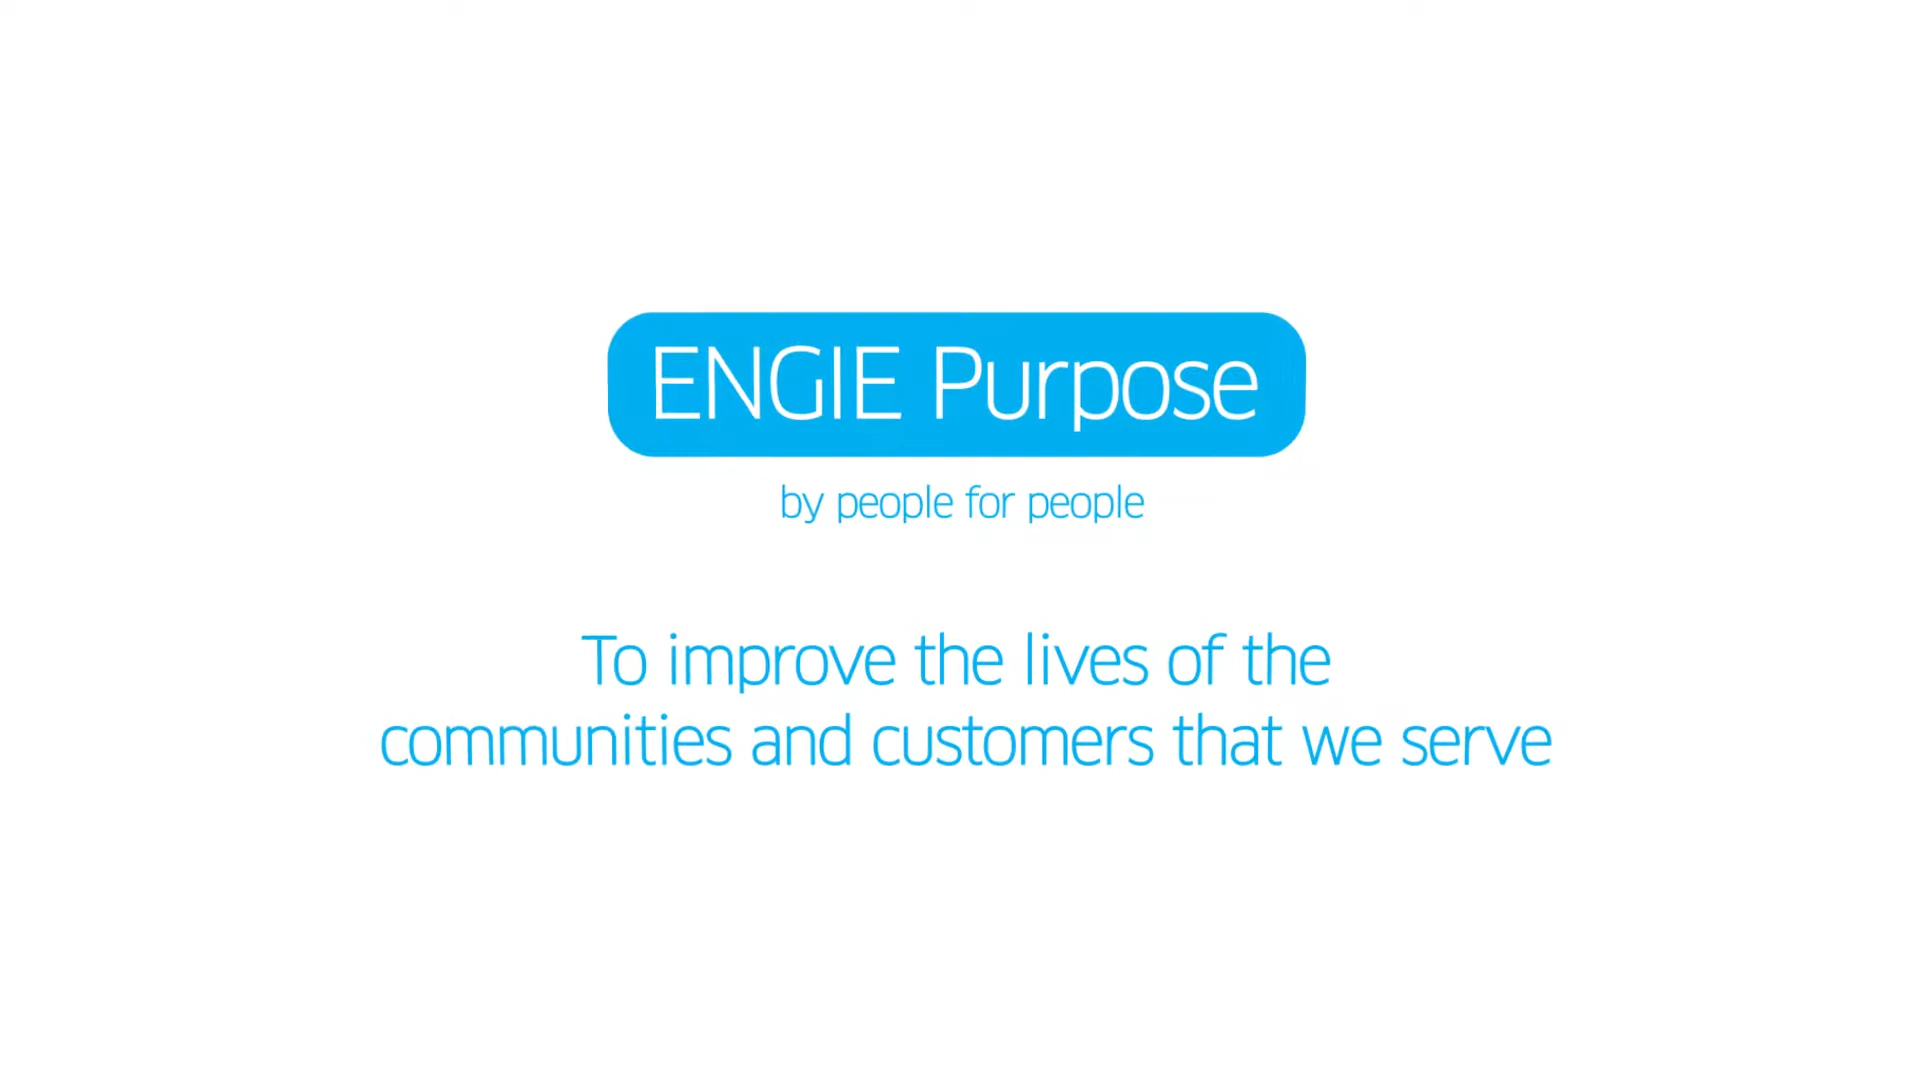 ENGIE Purpose
by people for people
To improve the lives of the
communities and customers that we serve